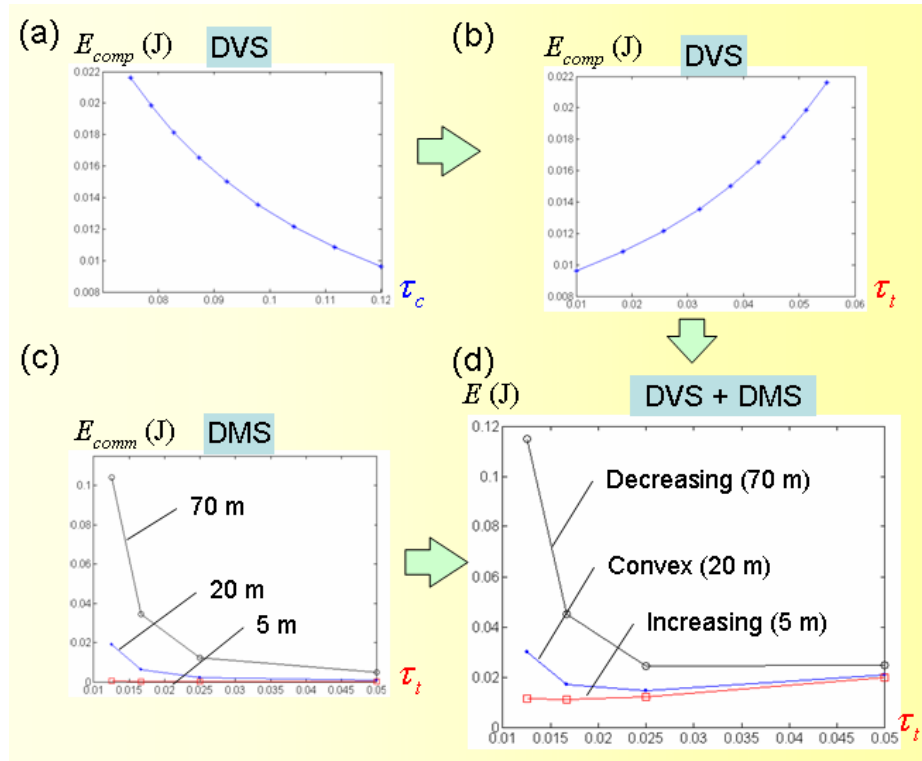 (a)
E_comp (J) DVS
0.022
0.02
0.018
0.016
0.014
0.012
0.01
0.008
0.08 0.09 0.1 0.11 0.12
τ_c
(b)
E_comp (J) DVS
0.022
0.02
0.018
0.016
0.014
0.012
0.01
0.008
0.01 0.02 0.03 0.04 0.05 0.06
τ_t
(c)
E_comm (J) DMS
0.1
0.08
0.06
0.04
0.02
0
70 m
20 m
5 m
0.01 0.015 0.02 0.025 0.03 0.035 0.04 0.045 0.05
τ_t
(d)
E (J) DVS + DMS
0.12
0.1
0.08
0.06
0.04
0.02
0
Decreasing (70 m)
Convex (20 m)
Increasing (5 m)
0.01 0.015 0.02 0.025 0.03 0.035 0.04 0.045 0.05
τ_t